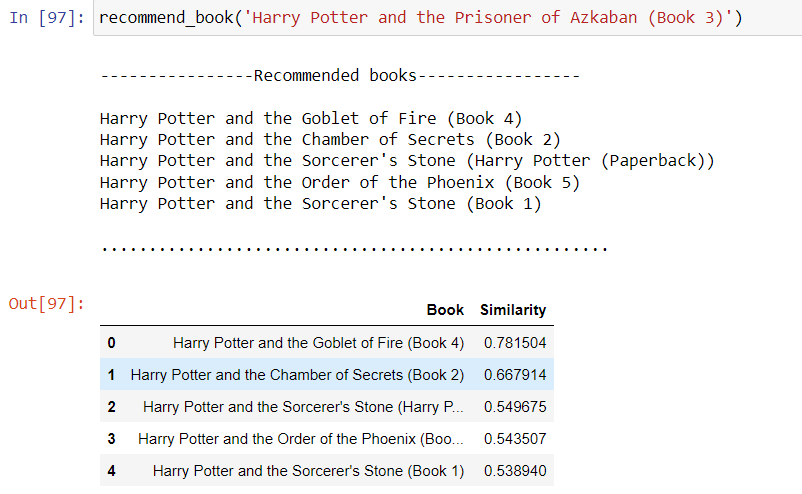 In [97]: recommend_book('Harry Potter and the Prisoner of Azkaban (Book 3)')
----------------Recommended books-----------------
Harry Potter and the Goblet of Fire (Book 4)
Harry Potter and the Chamber of Secrets (Book 2)
Harry Potter and the Sorcerer's Stone (Harry Potter (Paperback))
Harry Potter and the Order of the Phoenix (Book 5)
Harry Potter and the Sorcerer's Stone (Book 1)
.....................................................
Out[97]:
Book Similarity
0 Harry Potter and the Goblet of Fire (Book 4) 0.781504
1 Harry Potter and the Chamber of Secrets (Book 2) 0.667914
2 Harry Potter and the Sorcerer's Stone (Harry P... 0.549675
3 Harry Potter and the Order of the Phoenix (Boo... 0.543507
4 Harry Potter and the Sorcerer's Stone (Book 1) 0.538940